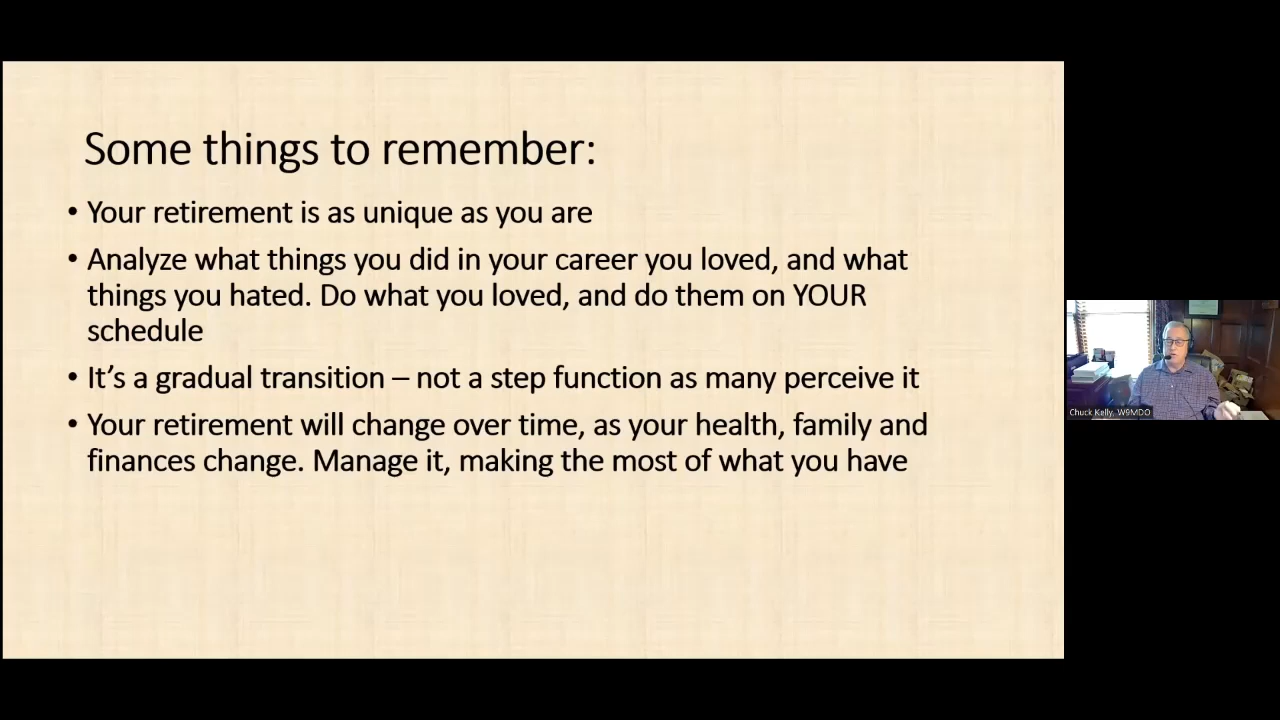 Some things to remember:
• Your retirement is as unique as you are
• Analyze what things you did in your career you loved, and what
things you hated. Do what you loved, and do them on YOUR
schedule
• It’s a gradual transition – not a step function as many perceive it
• Your retirement will change over time, as your health, family and
finances change. Manage it, making the most of what you have
Chuck Kelly, W9MDO